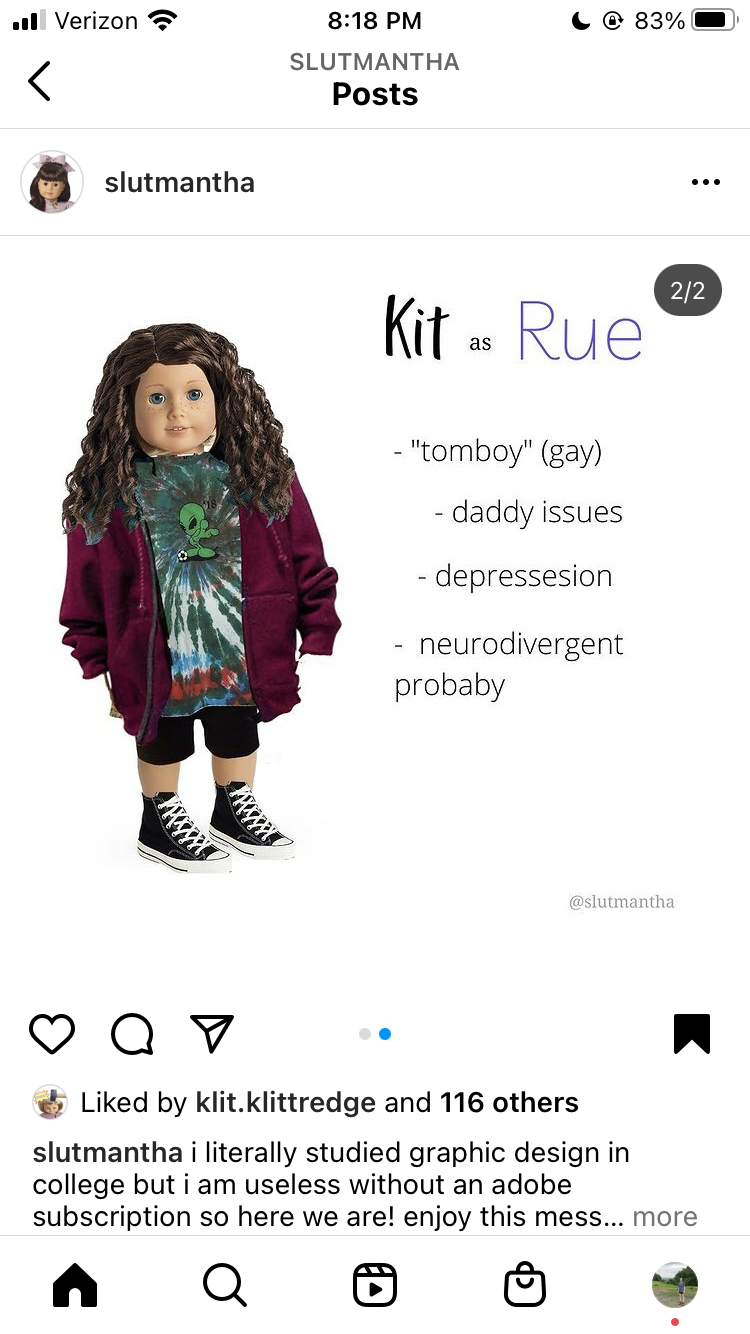 Verizon 8:18 PM 83%
SLUTMANTHA
Posts
slutmantha
2/2
Kit as Rue
- "tomboy" (gay)
- daddy issues
- depressesion
- neurodivergent
probaby
'18
@slutmantha
Liked by klit.klittredge and 116 others
slutmantha i literally studied graphic design in
college but i am useless without an adobe
subscription so here we are! enjoy this mess... more